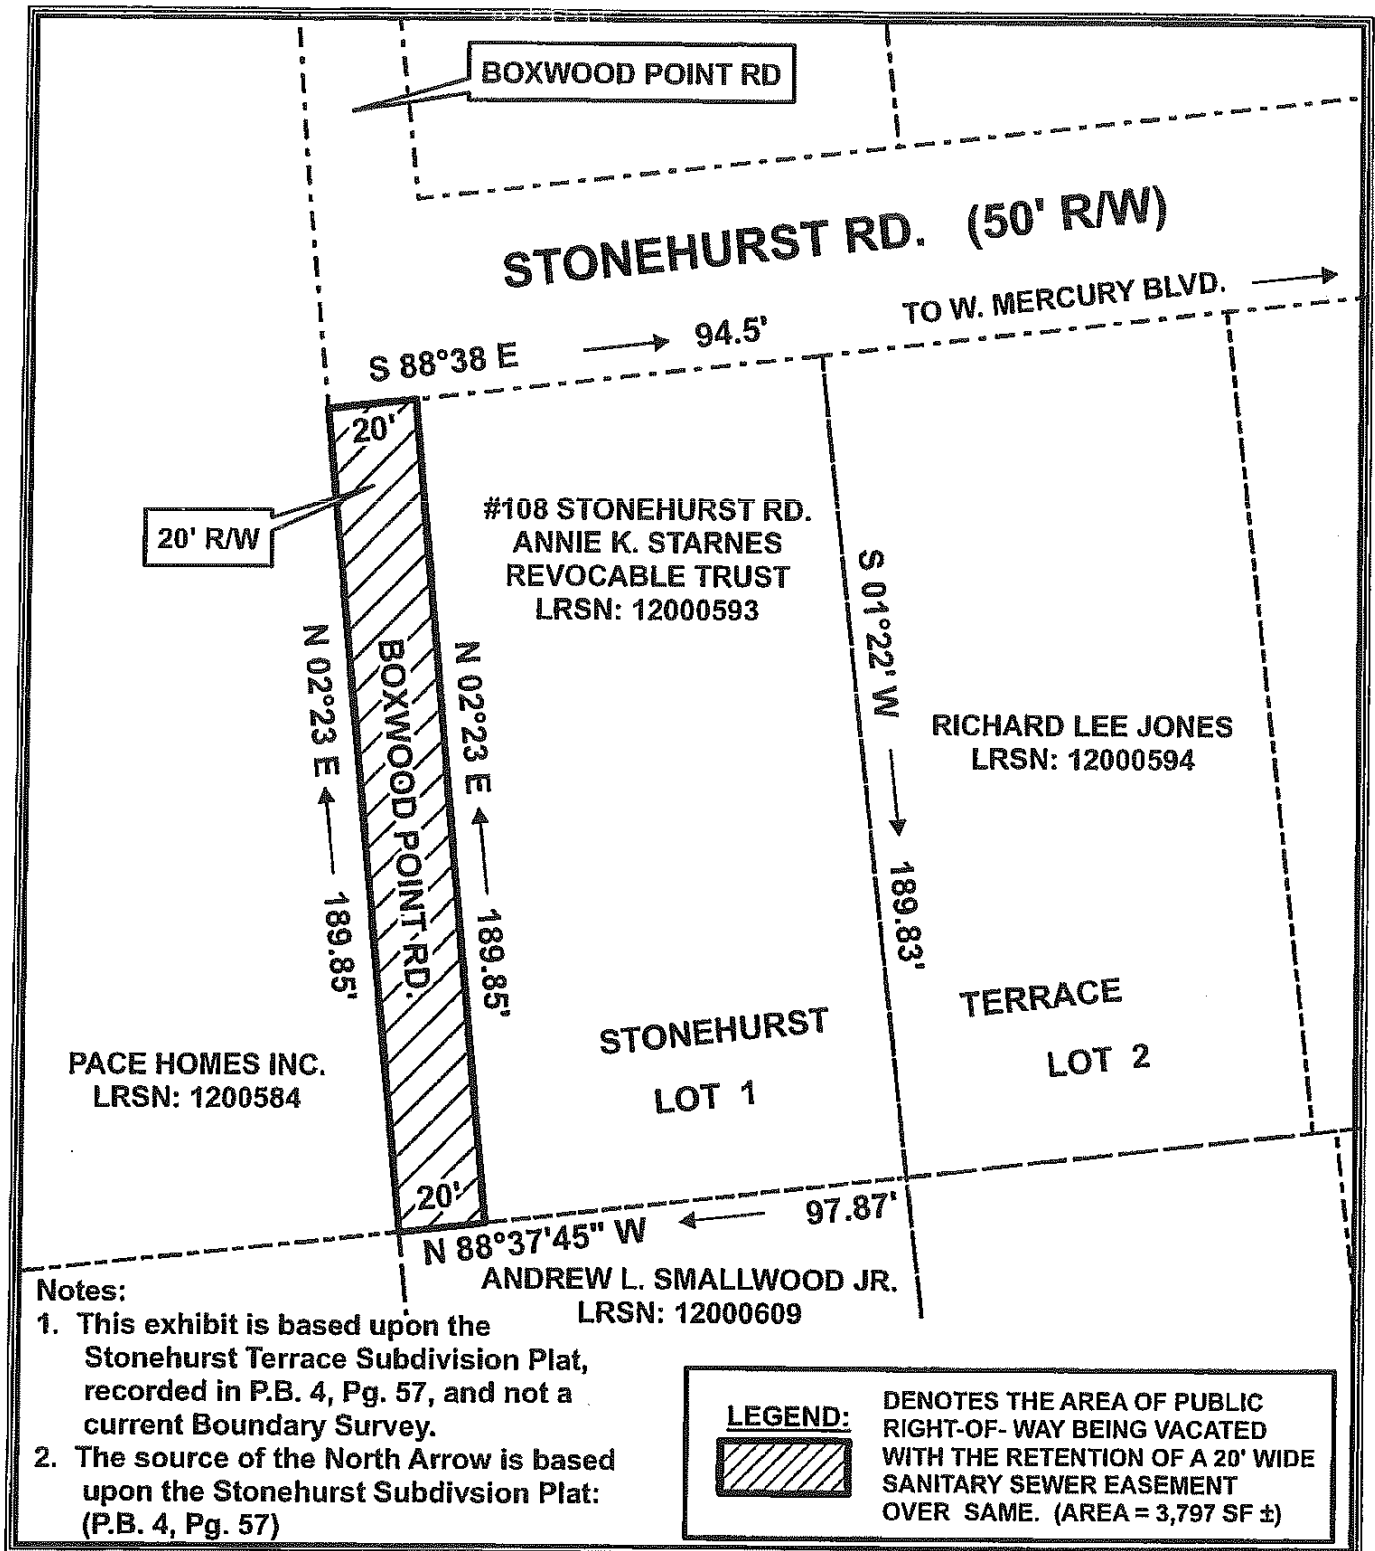 BOXWOOD POINT RD
STONEHURST RD. (50' R/W)
TO W. MERCURY BLVD.
S 88°38 E 94.5'
20'
20' R/W
#108 STONEHURST RD.
ANNIE K. STARNES
REVOCABLE TRUST
LRSN: 12000593
N 02°23 E 189.85'
BOXWOOD POINT RD.
N 02°23 E 189.85'
S 01°22' W 189.83'
RICHARD LEE JONES
LRSN: 12000594
PACE HOMES INC.
LRSN: 1200584
STONEHURST
LOT 1
TERRACE
LOT 2
20'
N 88°37'45" W 97.87'
ANDREW L. SMALLWOOD JR.
LRSN: 12000609
Notes:
1. This exhibit is based upon the
Stonehurst Terrace Subdivision Plat,
recorded in P.B. 4, Pg. 57, and not a
current Boundary Survey.
2. The source of the North Arrow is based
upon the Stonehurst Subdivsion Plat:
(P.B. 4, Pg. 57)
LEGEND:
DENOTES THE AREA OF PUBLIC
RIGHT-OF- WAY BEING VACATED
WITH THE RETENTION OF A 20' WIDE
SANITARY SEWER EASEMENT
OVER SAME. (AREA = 3,797 SF ±)